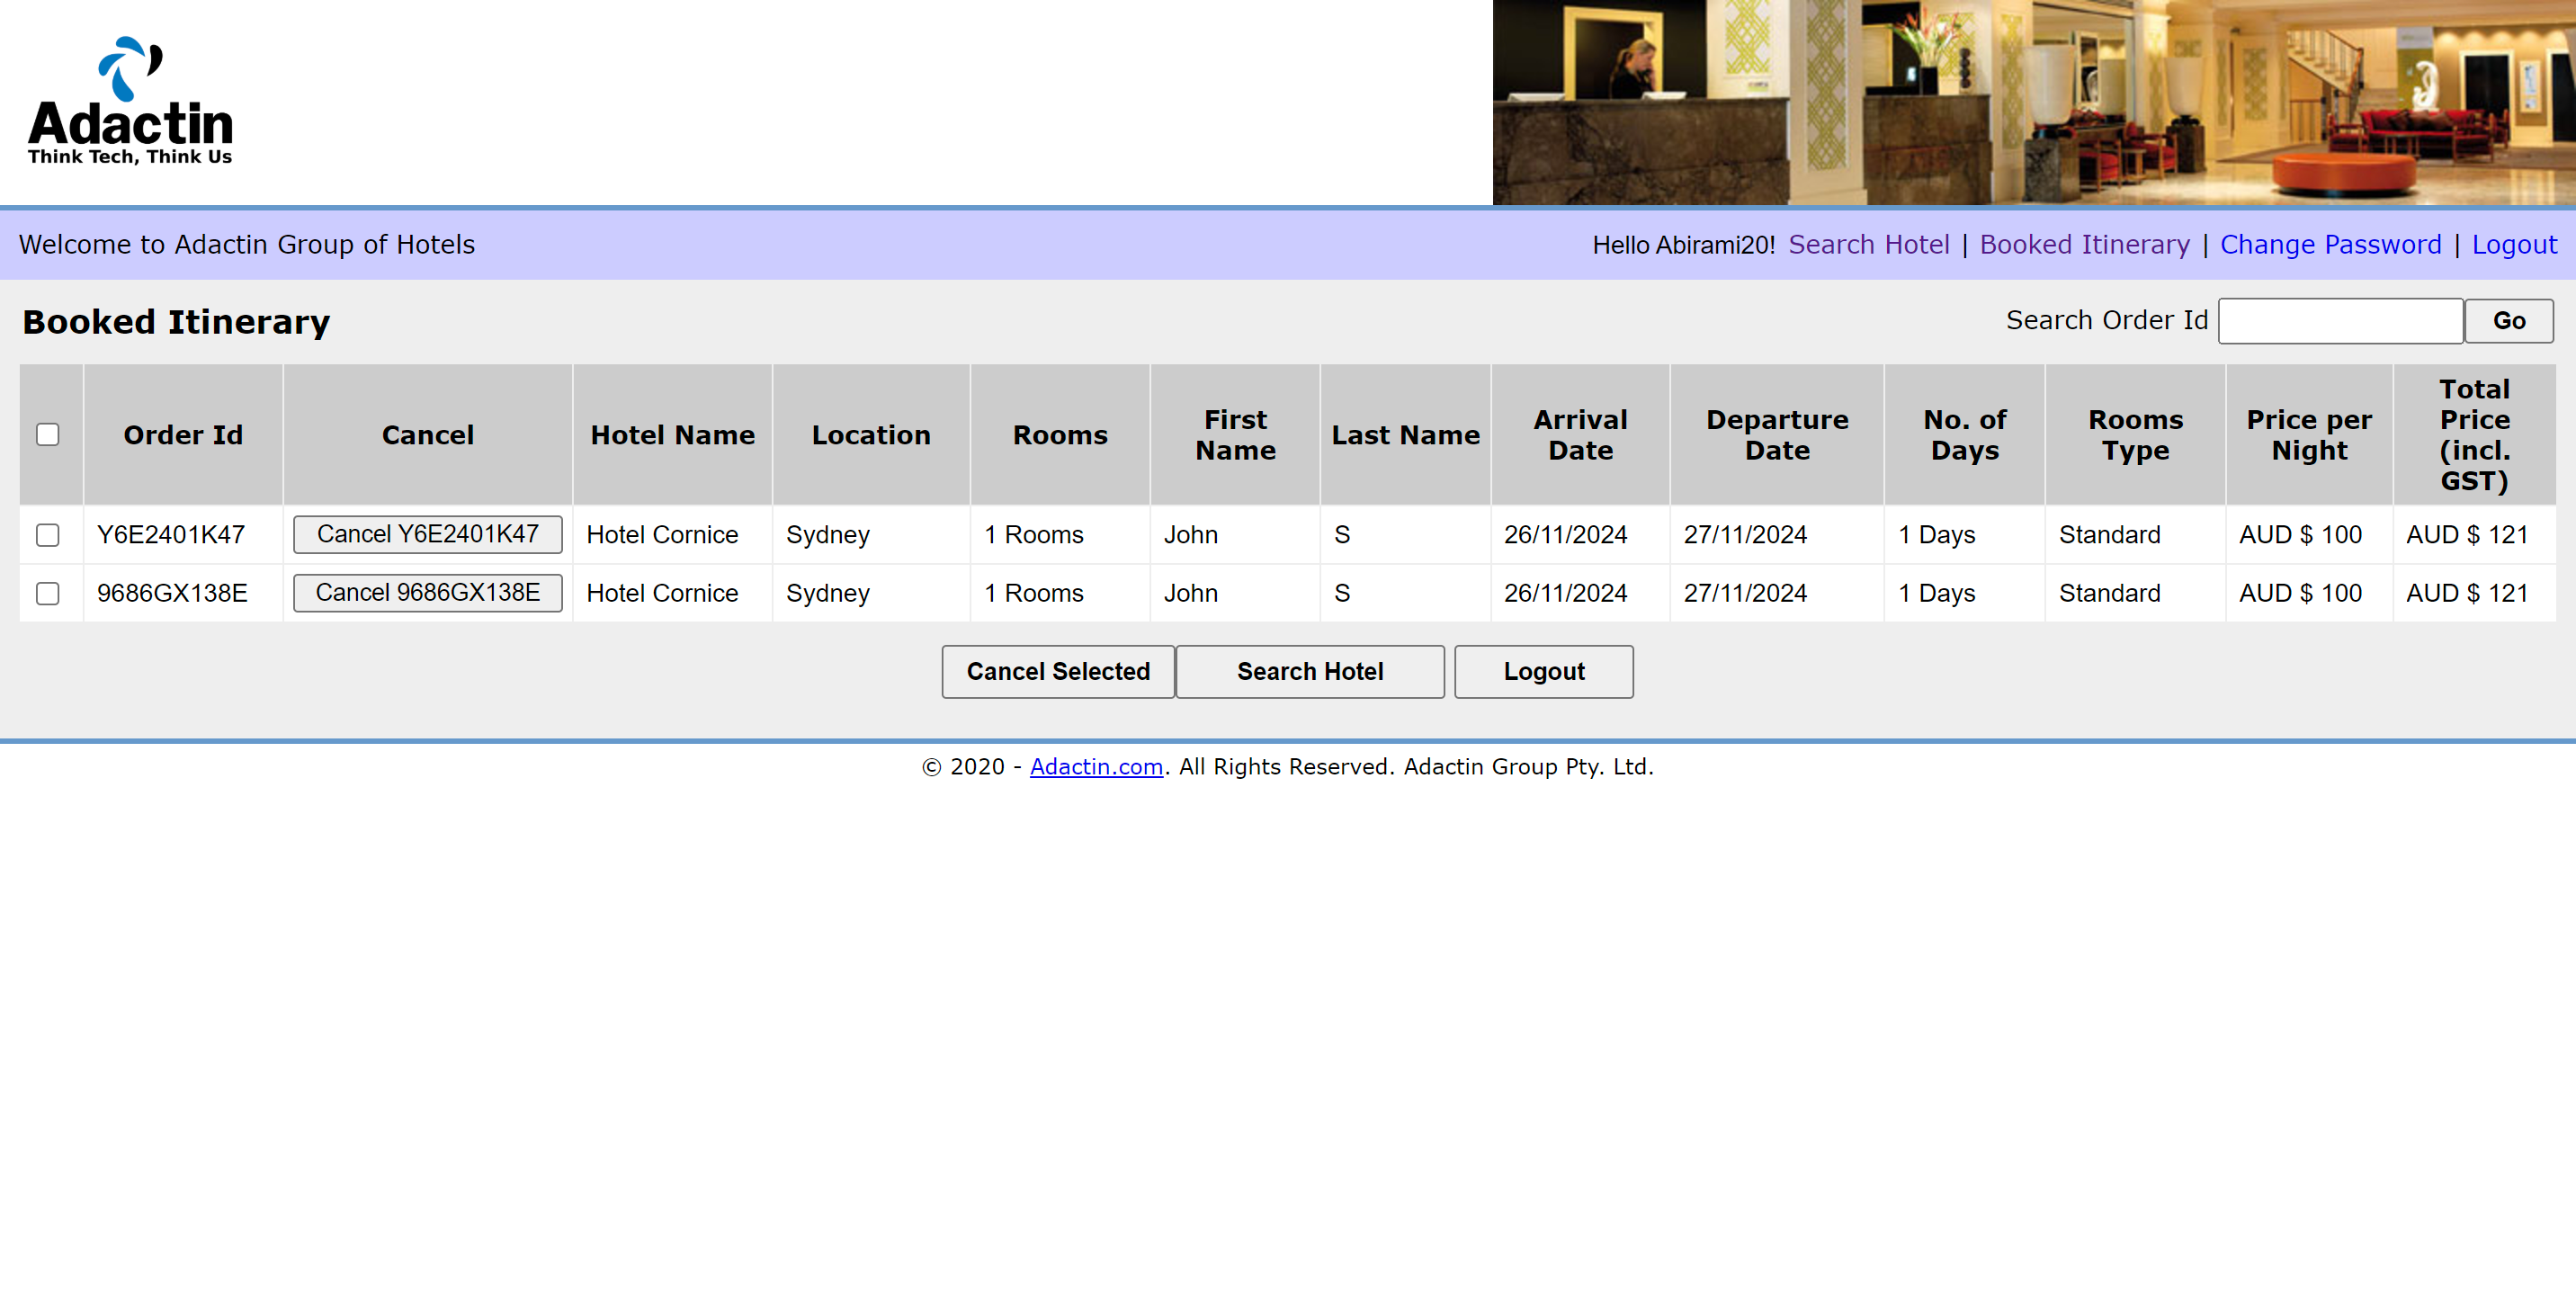 Adactin
Think Tech, Think Us
Welcome to Adactin Group of Hotels
Hello Abirami20! Search Hotel | Booked Itinerary | Change Password | Logout
Booked Itinerary
Search Order Id Go
Order Id Cancel Hotel Name Location Rooms First Name Last Name Arrival Date Departure Date No. of Days Rooms Type Price per Night Total Price (incl. GST)
Y6E2401K47 Cancel Y6E2401K47 Hotel Cornice Sydney 1 Rooms John S 26/11/2024 27/11/2024 1 Days Standard AUD $ 100 AUD $ 121
9686GX138E Cancel 9686GX138E Hotel Cornice Sydney 1 Rooms John S 26/11/2024 27/11/2024 1 Days Standard AUD $ 100 AUD $ 121
Cancel Selected Search Hotel Logout
© 2020 - Adactin.com. All Rights Reserved. Adactin Group Pty. Ltd.